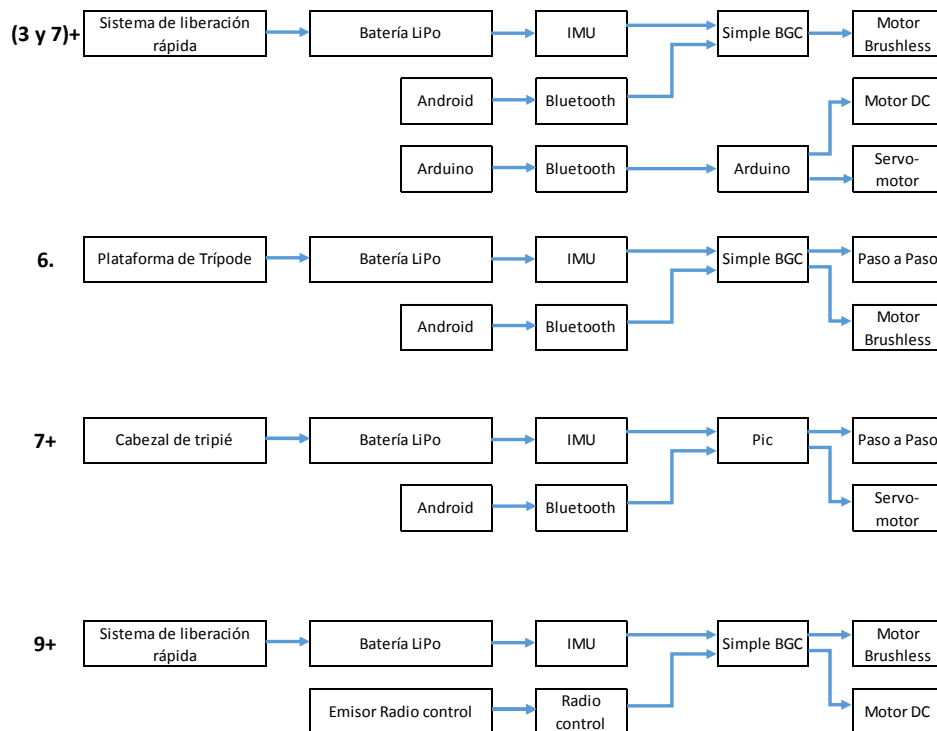 (3 y 7)+
Sistema de liberación
rápida
Batería LiPo
IMU
Simple BGC
Motor
Brushless
Android
Bluetooth
Motor DC
Arduino
Bluetooth
Arduino
Servo-
motor
6.
Plataforma de Trípode
Batería LiPo
IMU
Simple BGC
Paso a Paso
Android
Bluetooth
Motor
Brushless
7+
Cabezal de tripié
Batería LiPo
IMU
Pic
Paso a Paso
Android
Bluetooth
Servo-
motor
9+
Sistema de liberación
rápida
Batería LiPo
IMU
Simple BGC
Motor
Brushless
Emisor Radio control
Radio
control
Motor DC